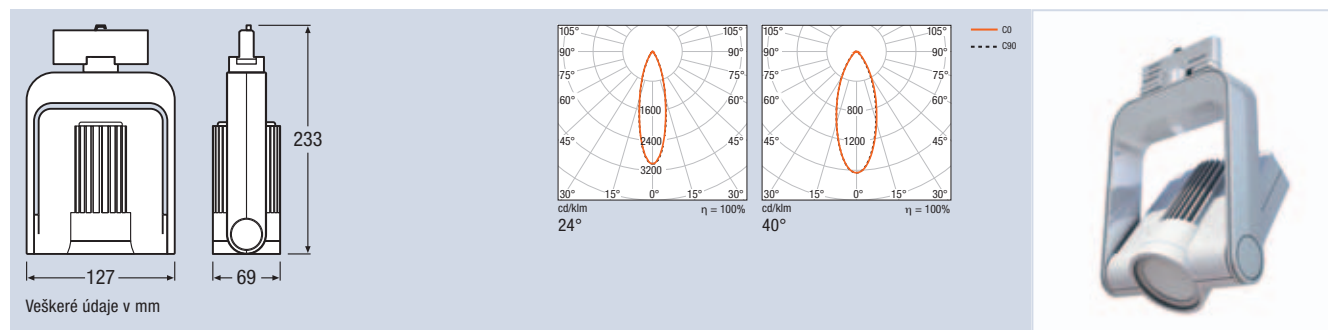 233
127
69
Veškeré údaje v mm
105° 105°
90° 90°
75° 75°
60° 60°
45° 45°
1600
2400
3200
30° 15° 0° 15° 30°
cd/klm η = 100%
24°
105° 105°
90° 90°
75° 75°
60° 60°
45° 45°
800
1200
30° 15° 0° 15° 30°
cd/klm η = 100%
40°
C0
C90